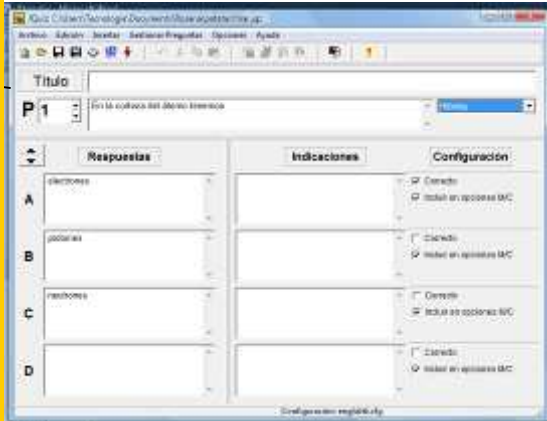 Archivo Edición Insertar Gestionar Preguntas Opciones Ayuda
Título
P 1
En la corteza del átomo tenemos
Híbrida
Respuestas Indicaciones Configuración
A
electrones
Correcto
Incluir en opciones M/C
B
protones
Correcto
Incluir en opciones M/C
C
neutrones
Correcto
Incluir en opciones M/C
D
Correcto
Incluir en opciones M/C
Configuración: english6.cfg